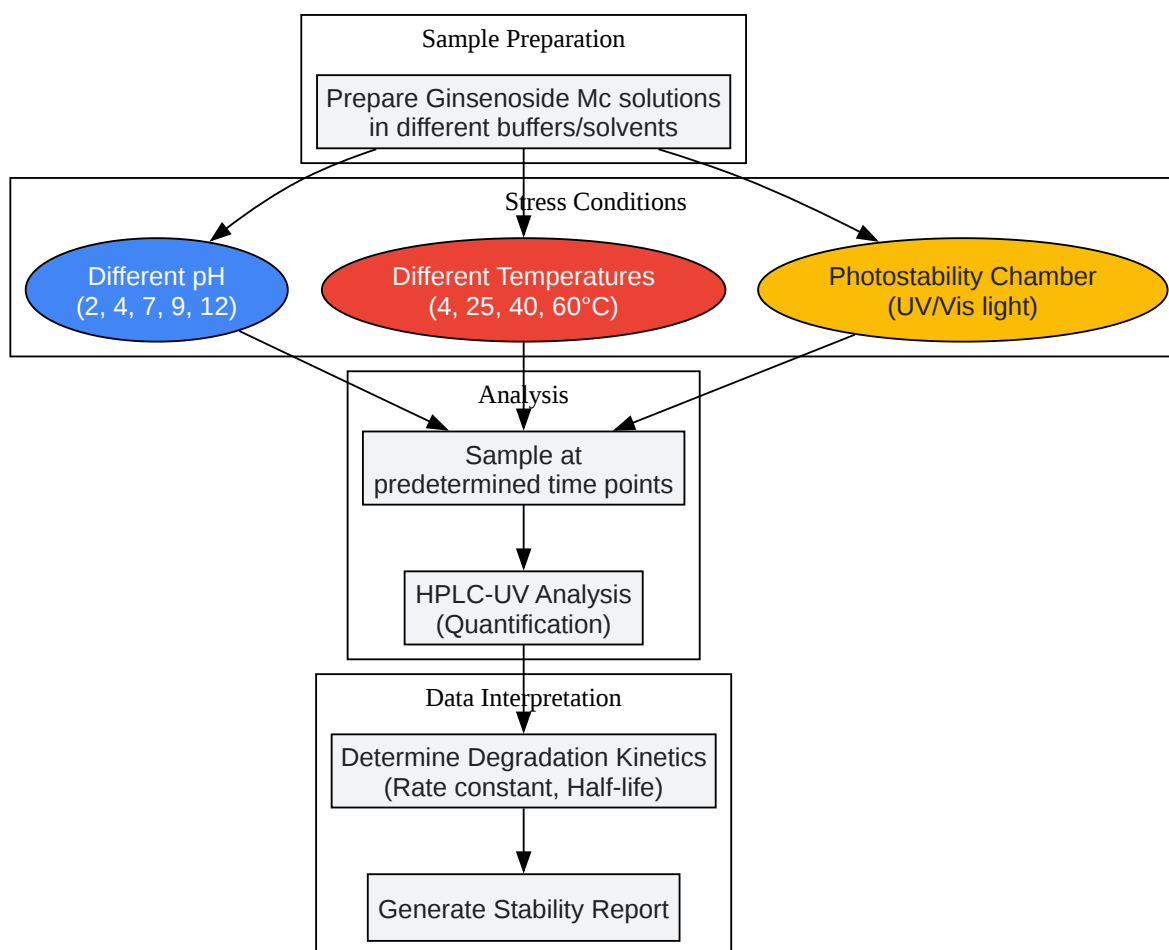 Sample Preparation
Prepare Ginsenoside Mc solutions
in different buffers/solvents
Stress Conditions
Different pH
(2, 4, 7, 9, 12)
Different Temperatures
(4, 25, 40, 60°C)
Photostability Chamber
(UV/Vis light)
Analysis
Sample at
predetermined time points
HPLC-UV Analysis
(Quantification)
Data Interpretation
Determine Degradation Kinetics
(Rate constant, Half-life)
Generate Stability Report